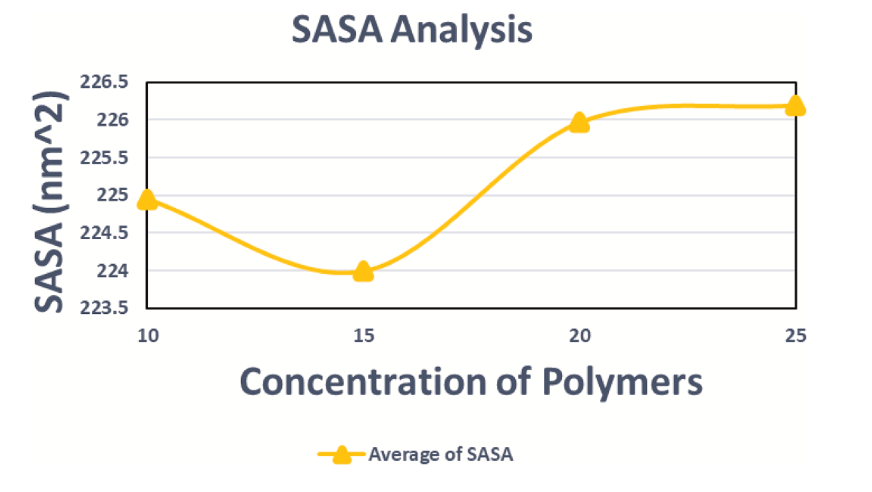 SASA Analysis
SASA (nm^2)
226.5
226
225.5
225
224.5
224
223.5
10 15 20 25
Concentration of Polymers
Average of SASA